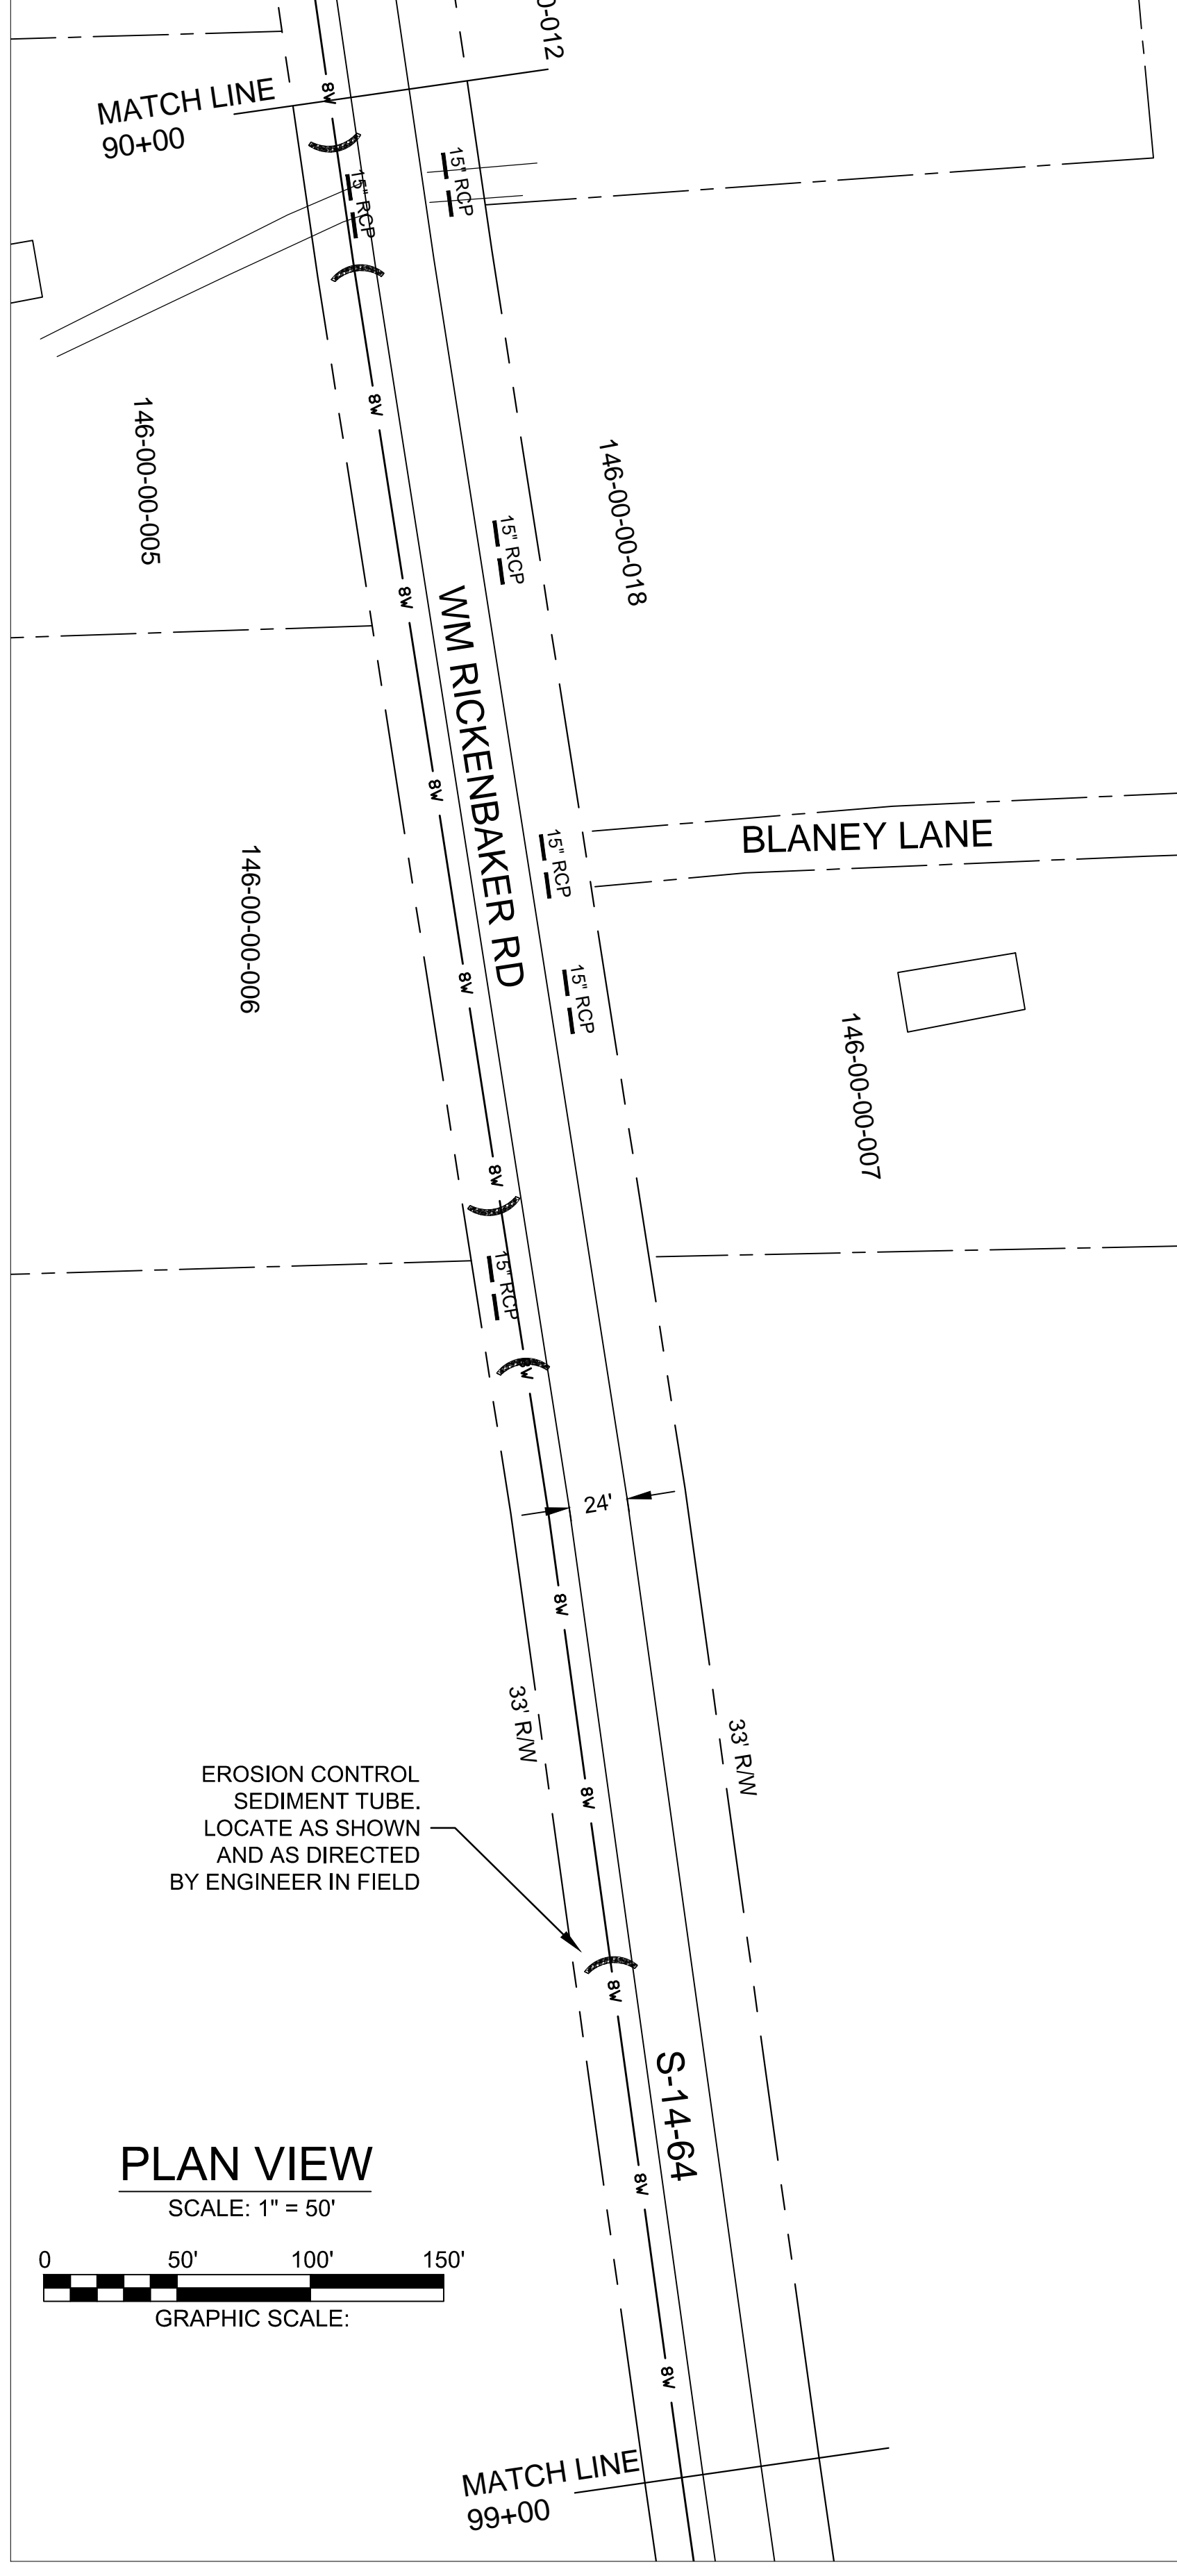 0-012
MATCH LINE
90+00
15" RCP
15" RCP
8W
8W
146-00-00-005
146-00-00-018
15" RCP
8W
WM RICKENBAKER RD
8W
BLANEY LANE
15" RCP
146-00-00-006
8W
15" RCP
146-00-00-007
8W
15" RCP
8W
24'
8W
33' R/W
33' R/W
8W
EROSION CONTROL
SEDIMENT TUBE.
LOCATE AS SHOWN
AND AS DIRECTED
BY ENGINEER IN FIELD
8W
S-14-64
8W
PLAN VIEW
SCALE: 1" = 50'
0 50' 100' 150'
GRAPHIC SCALE:
8W
MATCH LINE
99+00